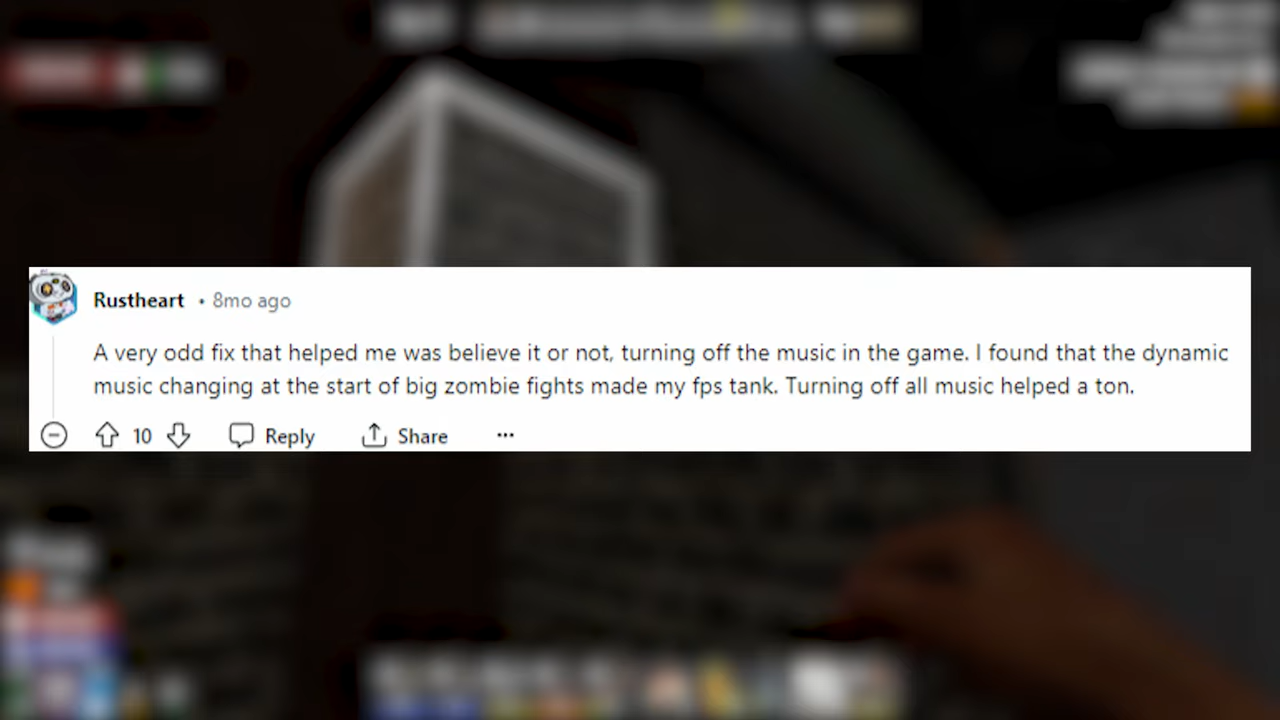 Rustheart • 8mo ago
A very odd fix that helped me was believe it or not, turning off the music in the game. I found that the dynamic
music changing at the start of big zombie fights made my fps tank. Turning off all music helped a ton.
10 Reply Share ...